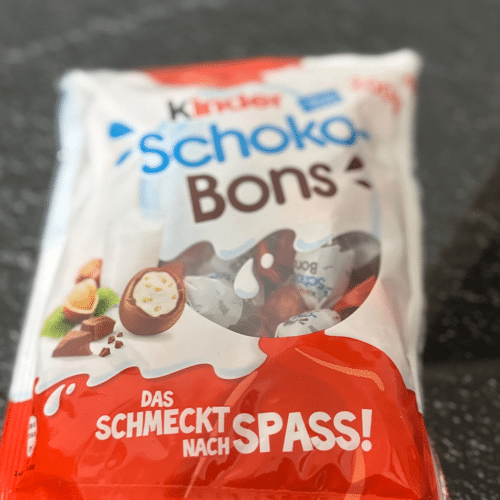 Kinder
Schoko-
Bons
DAS
SCHMECKT
NACH SPASS!